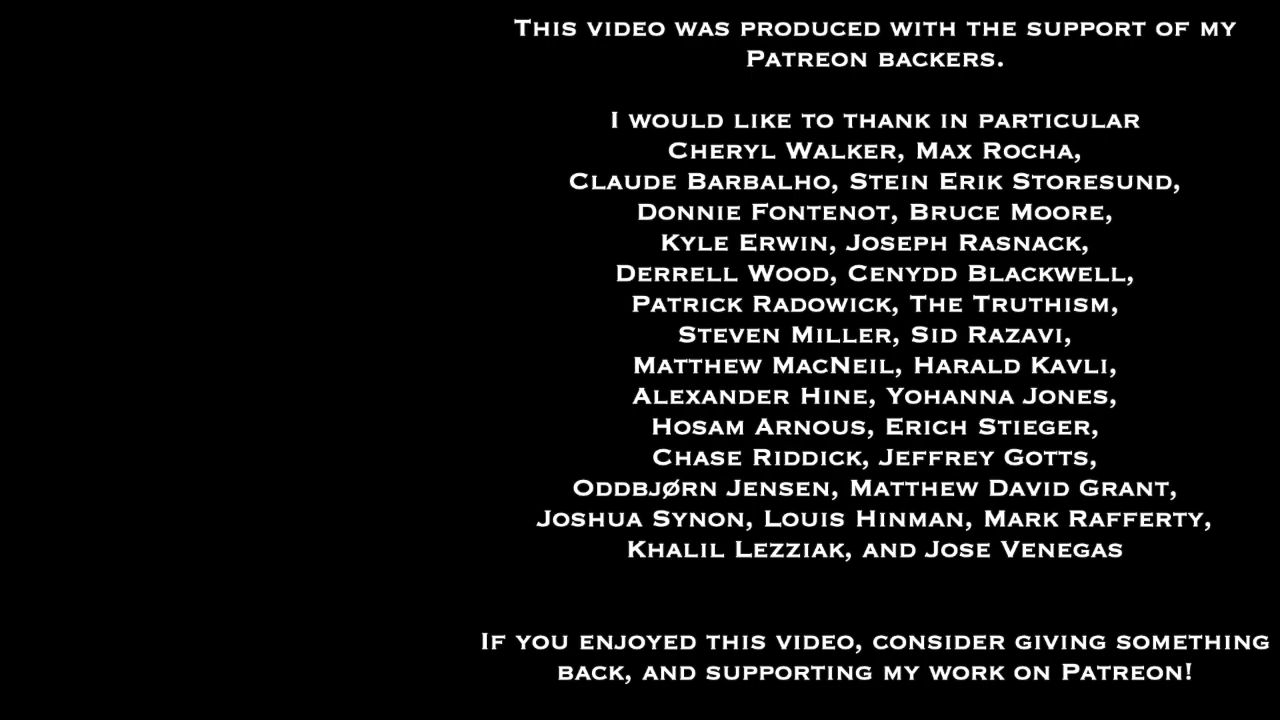 This video was produced with the support of my
Patreon backers.
I would like to thank in particular
Cheryl Walker, Max Rocha,
Claude Barbalho, Stein Erik Storesund,
Donnie Fontenot, Bruce Moore,
Kyle Erwin, Joseph Rasnack,
Derrell Wood, Cenydd Blackwell,
Patrick Radowick, The Truthism,
Steven Miller, Sid Razavi,
Matthew MacNeil, Harald Kavli,
Alexander Hine, Yohanna Jones,
Hosam Arnous, Erich Stieger,
Chase Riddick, Jeffrey Gotts,
Oddbjørn Jensen, Matthew David Grant,
Joshua Synon, Louis Hinman, Mark Rafferty,
Khalil Lezziak, and Jose Venegas
If you enjoyed this video, consider giving something
back, and supporting my work on Patreon!